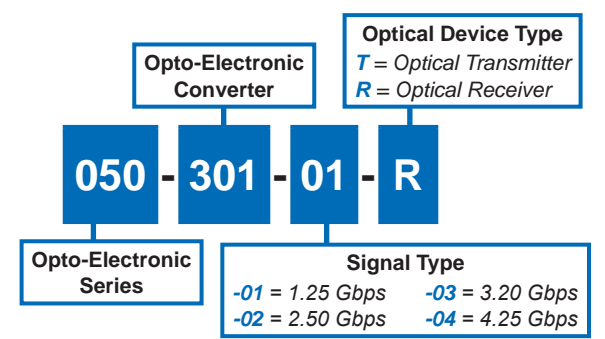 Optical Device Type
T = Optical Transmitter
R = Optical Receiver
Opto-Electronic
Converter
050 - 301 - 01 - R
Opto-Electronic
Series
Signal Type
-01 = 1.25 Gbps -03 = 3.20 Gbps
-02 = 2.50 Gbps -04 = 4.25 Gbps